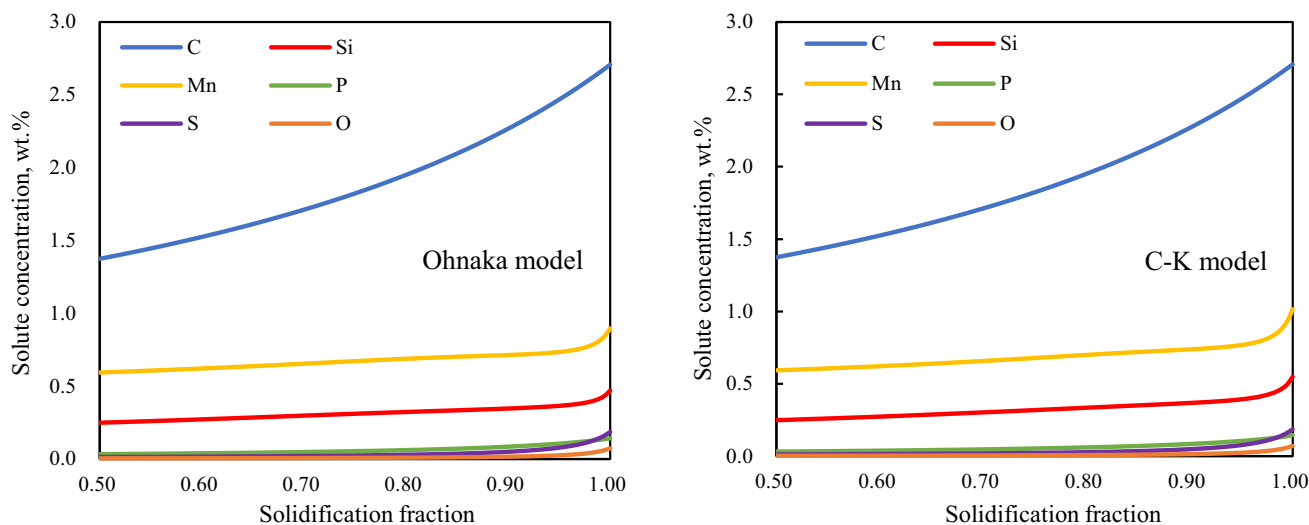 3.0
C Si
2.5
Mn P
S O
2.0
1.5
Ohnaka model
1.0
0.5
0.0
0.50 0.60 0.70 0.80 0.90 1.00
Solidification fraction
Solute concentration, wt.%
3.0
C Si
2.5
Mn P
S O
2.0
1.5
C-K model
1.0
0.5
0.0
0.50 0.60 0.70 0.80 0.90 1.00
Solidification fraction
Solute concentration, wt.%